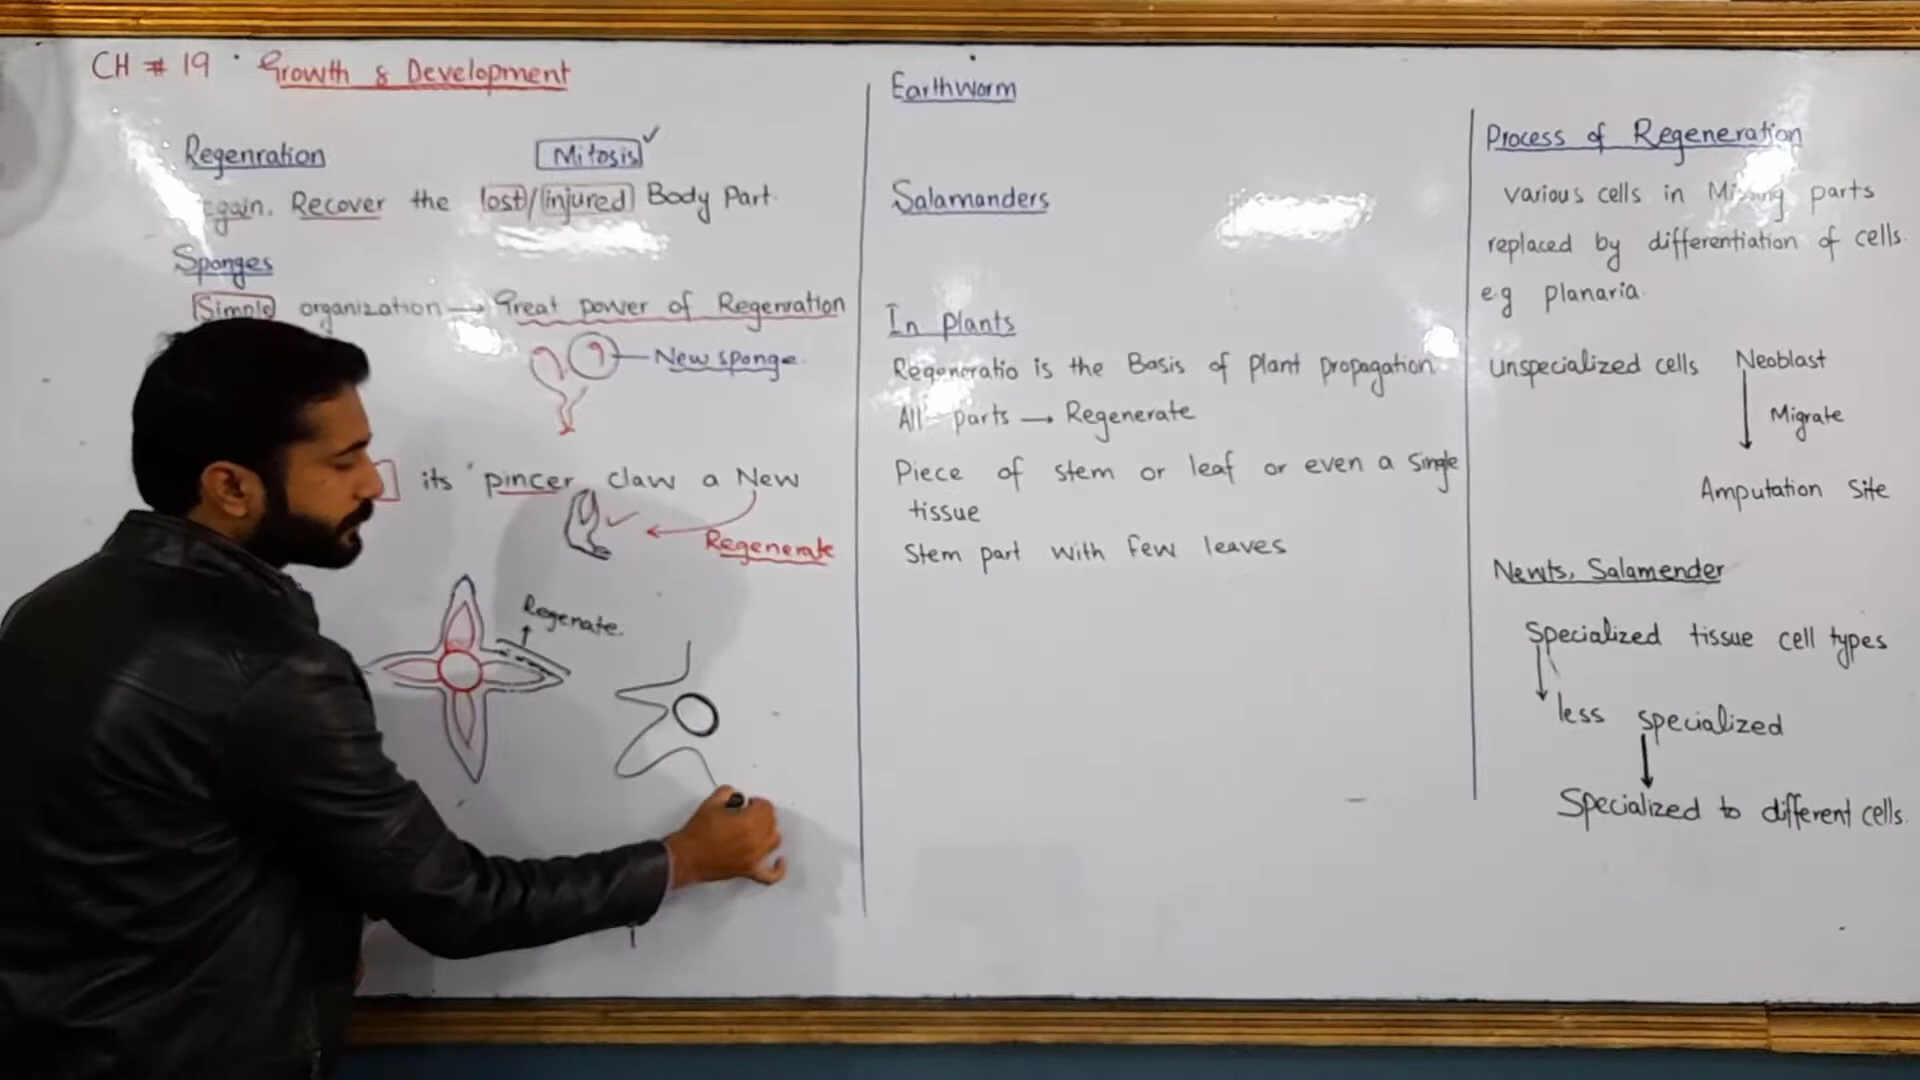 CH # 19 Growth & Development
Regenration
Mitosis ✓
Recover the lost/injured Body Part.
Sponges
Simple organization → Great power of Regenration
New sponge
its pincer claw a New
Regenerate
Regenate.
Earthworm
Salamanders
In Plants
Regeneratio is the Basis of Plant propagation
All parts → Regenerate
Piece of stem or leaf or even a Single
tissue
Stem part with few leaves
Process of Regeneration
various cells in Missing parts
replaced by differentiation of cells.
e.g planaria.
unspecialized cells Neoblast
Migrate
Amputation Site
Newts, Salamender
Specialized tissue cell types
less specialized
Specialized to different cells.